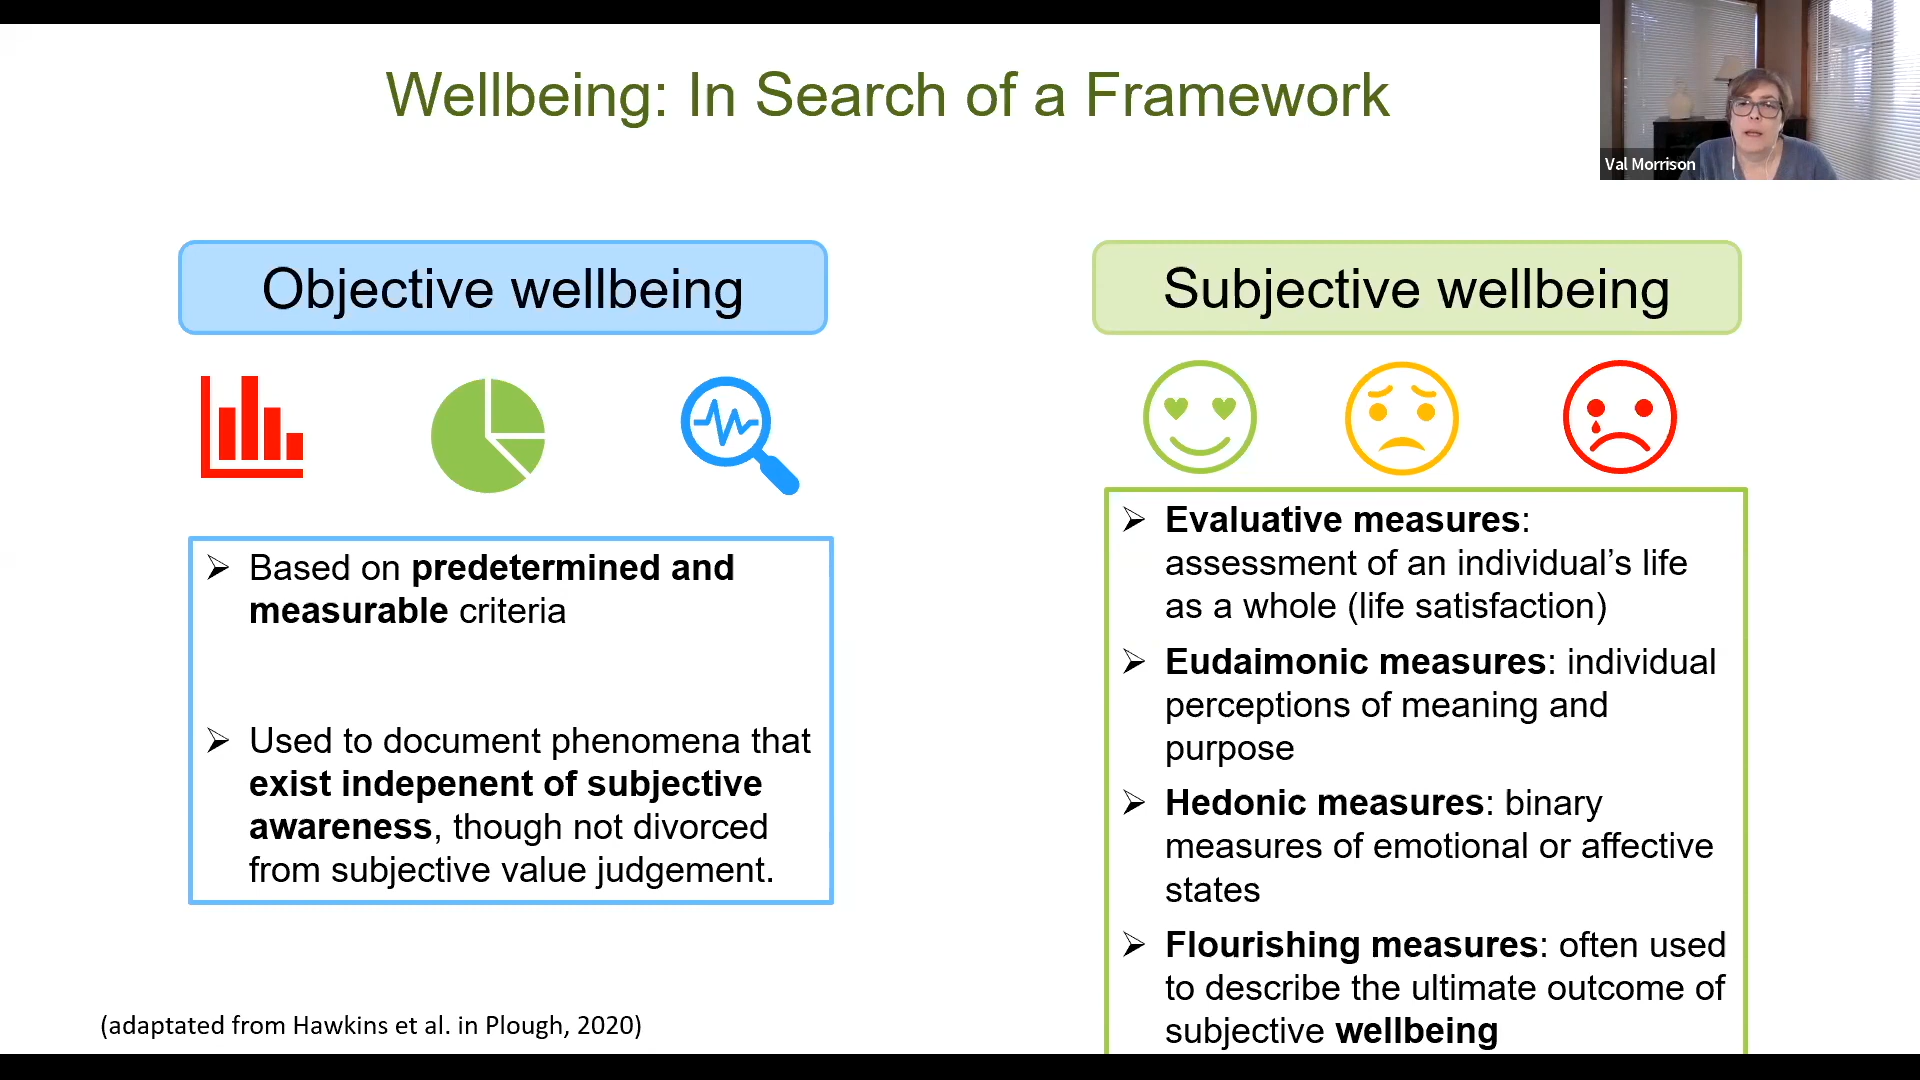 Wellbeing: In Search of a Framework
Val Morrison
Objective wellbeing
➢ Based on predetermined and
measurable criteria
➢ Used to document phenomena that
exist indepenent of subjective
awareness, though not divorced
from subjective value judgement.
(adaptated from Hawkins et al. in Plough, 2020)
Subjective wellbeing
➢ Evaluative measures:
assessment of an individual’s life
as a whole (life satisfaction)
➢ Eudaimonic measures: individual
perceptions of meaning and
purpose
➢ Hedonic measures: binary
measures of emotional or affective
states
➢ Flourishing measures: often used
to describe the ultimate outcome of
subjective wellbeing